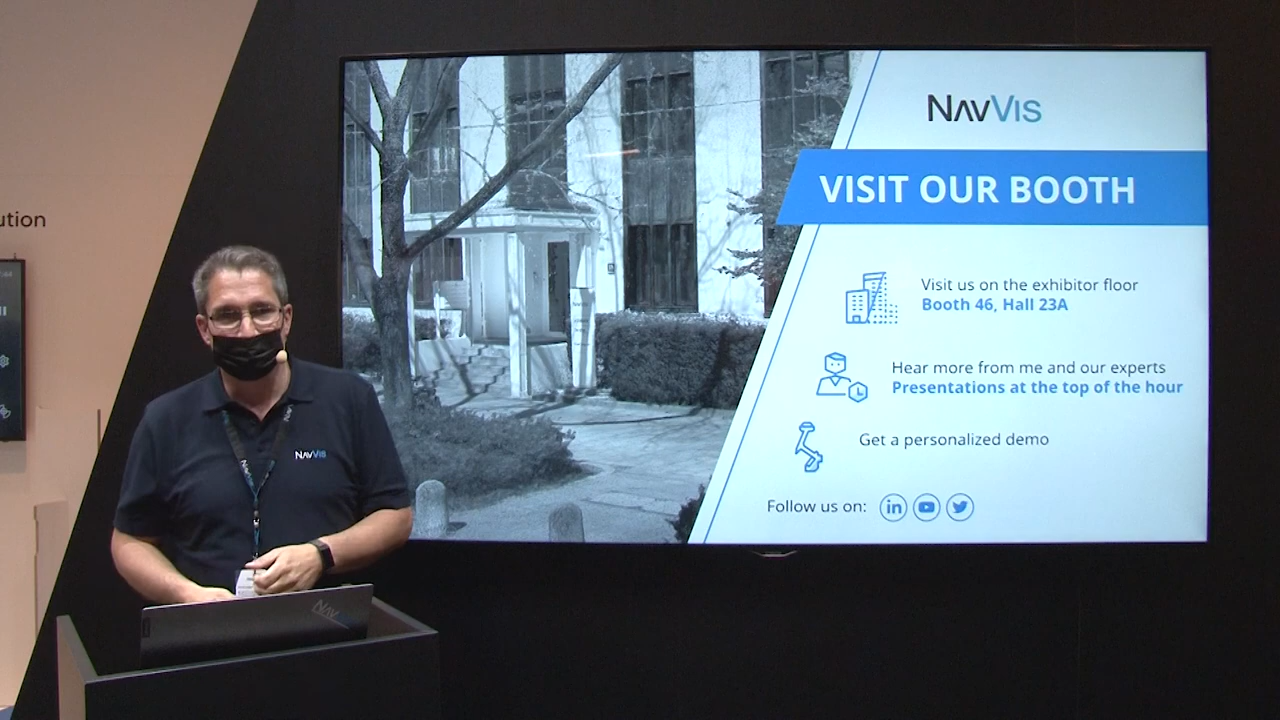 NAVVIS
VISIT OUR BOOTH
Visit us on the exhibitor floor
Booth 46, Hall 23A
Hear more from me and our experts
Presentations at the top of the hour
Get a personalized demo
Follow us on:
in
ution
NAVVIS